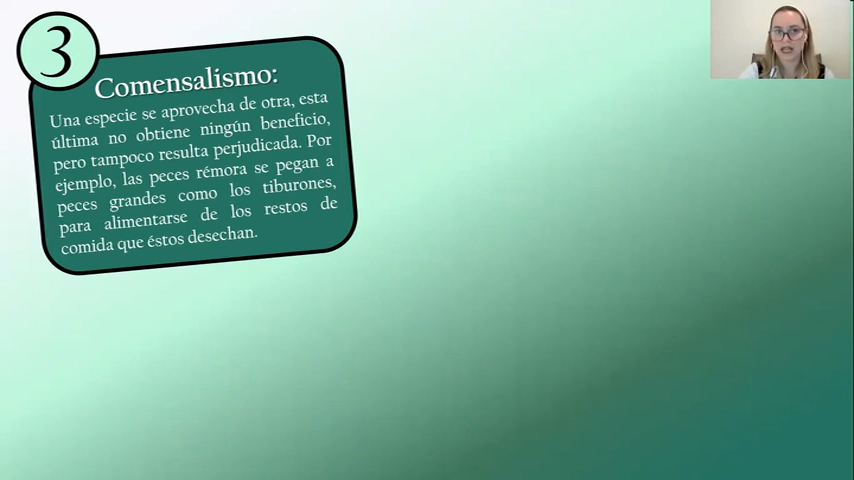 3
Comensalismo:
Una especie se aprovecha de otra, esta
última no obtiene ningún beneficio,
pero tampoco resulta perjudicada. Por
ejemplo, las peces rémora se pegan a
peces grandes como los tiburones,
para alimentarse de los restos de
comida que éstos desechan.